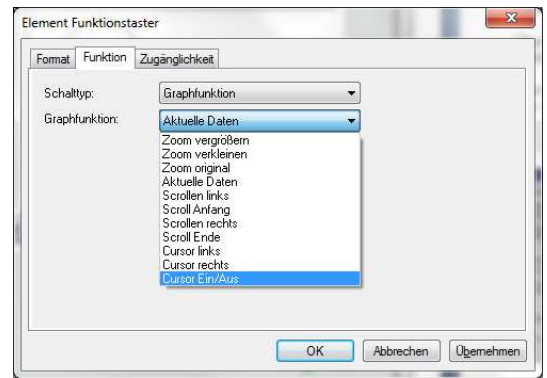 Element Funktionstaster
Format Funktion Zugänglichkeit
Schalttyp: Graphfunktion
Graphfunktion: Aktuelle Daten
Zoom vergrößern
Zoom verkleinen
Zoom original
Aktuelle Daten
Scrollen links
Scroll Anfang
Scrollen rechts
Scroll Ende
Cursor links
Cursor rechts
Cursor Ein/Aus
OK Abbrechen Übernehmen